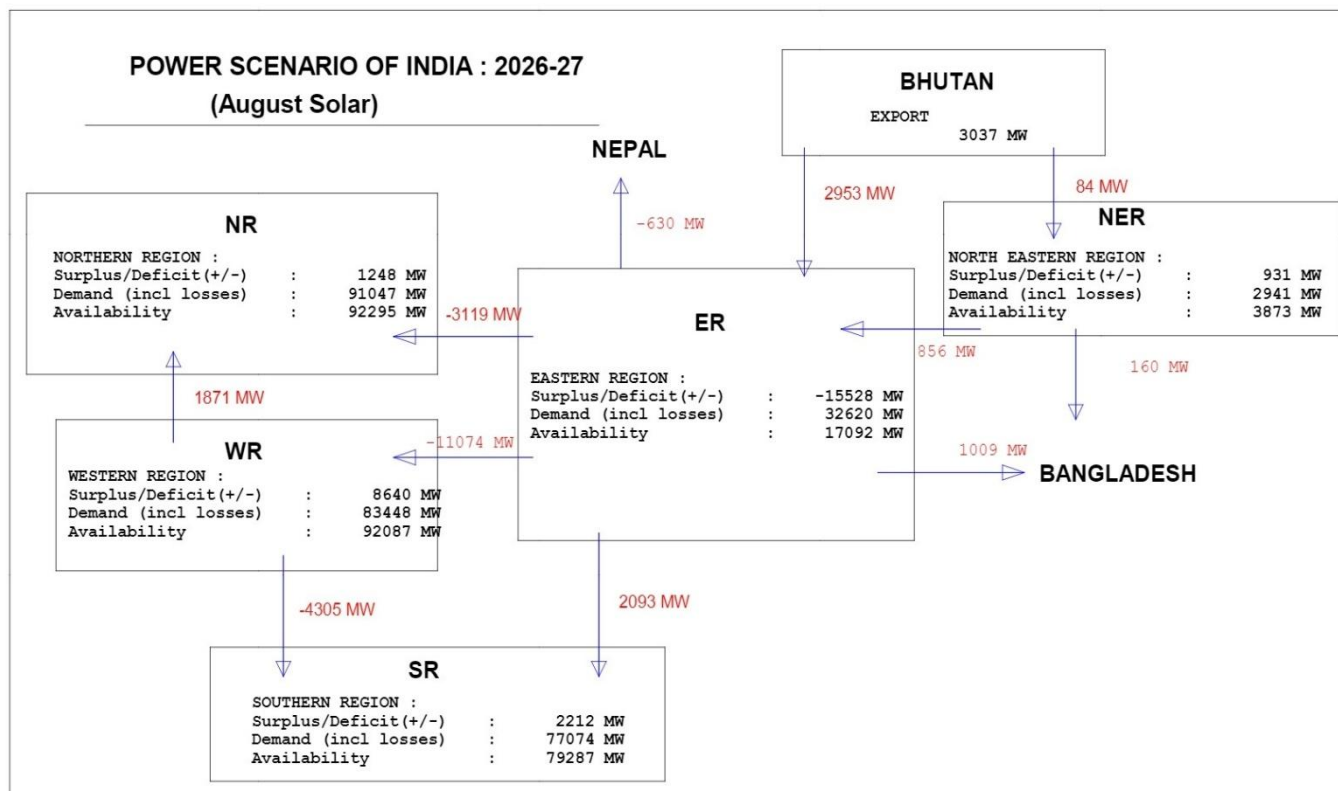 POWER SCENARIO OF INDIA : 2026-27
(August Solar)
BHUTAN
EXPORT
3037 MW
NEPAL
2953 MW
84 MW
-630 MW
NR
NORTHERN REGION :
Surplus/Deficit(+/-) : 1248 MW
Demand (incl losses) : 91047 MW
Availability : 92295 MW
NER
NORTH EASTERN REGION :
Surplus/Deficit(+/-) : 931 MW
Demand (incl losses) : 2941 MW
Availability : 3873 MW
-3119 MW
ER
EASTERN REGION :
Surplus/Deficit(+/-) : -15528 MW
Demand (incl losses) : 32620 MW
Availability : 17092 MW
856 MW
160 MW
1871 MW
-11074 MW
1009 MW
BANGLADESH
WR
WESTERN REGION :
Surplus/Deficit(+/-) : 8640 MW
Demand (incl losses) : 83448 MW
Availability : 92087 MW
-4305 MW
2093 MW
SR
SOUTHERN REGION :
Surplus/Deficit(+/-) : 2212 MW
Demand (incl losses) : 77074 MW
Availability : 79287 MW